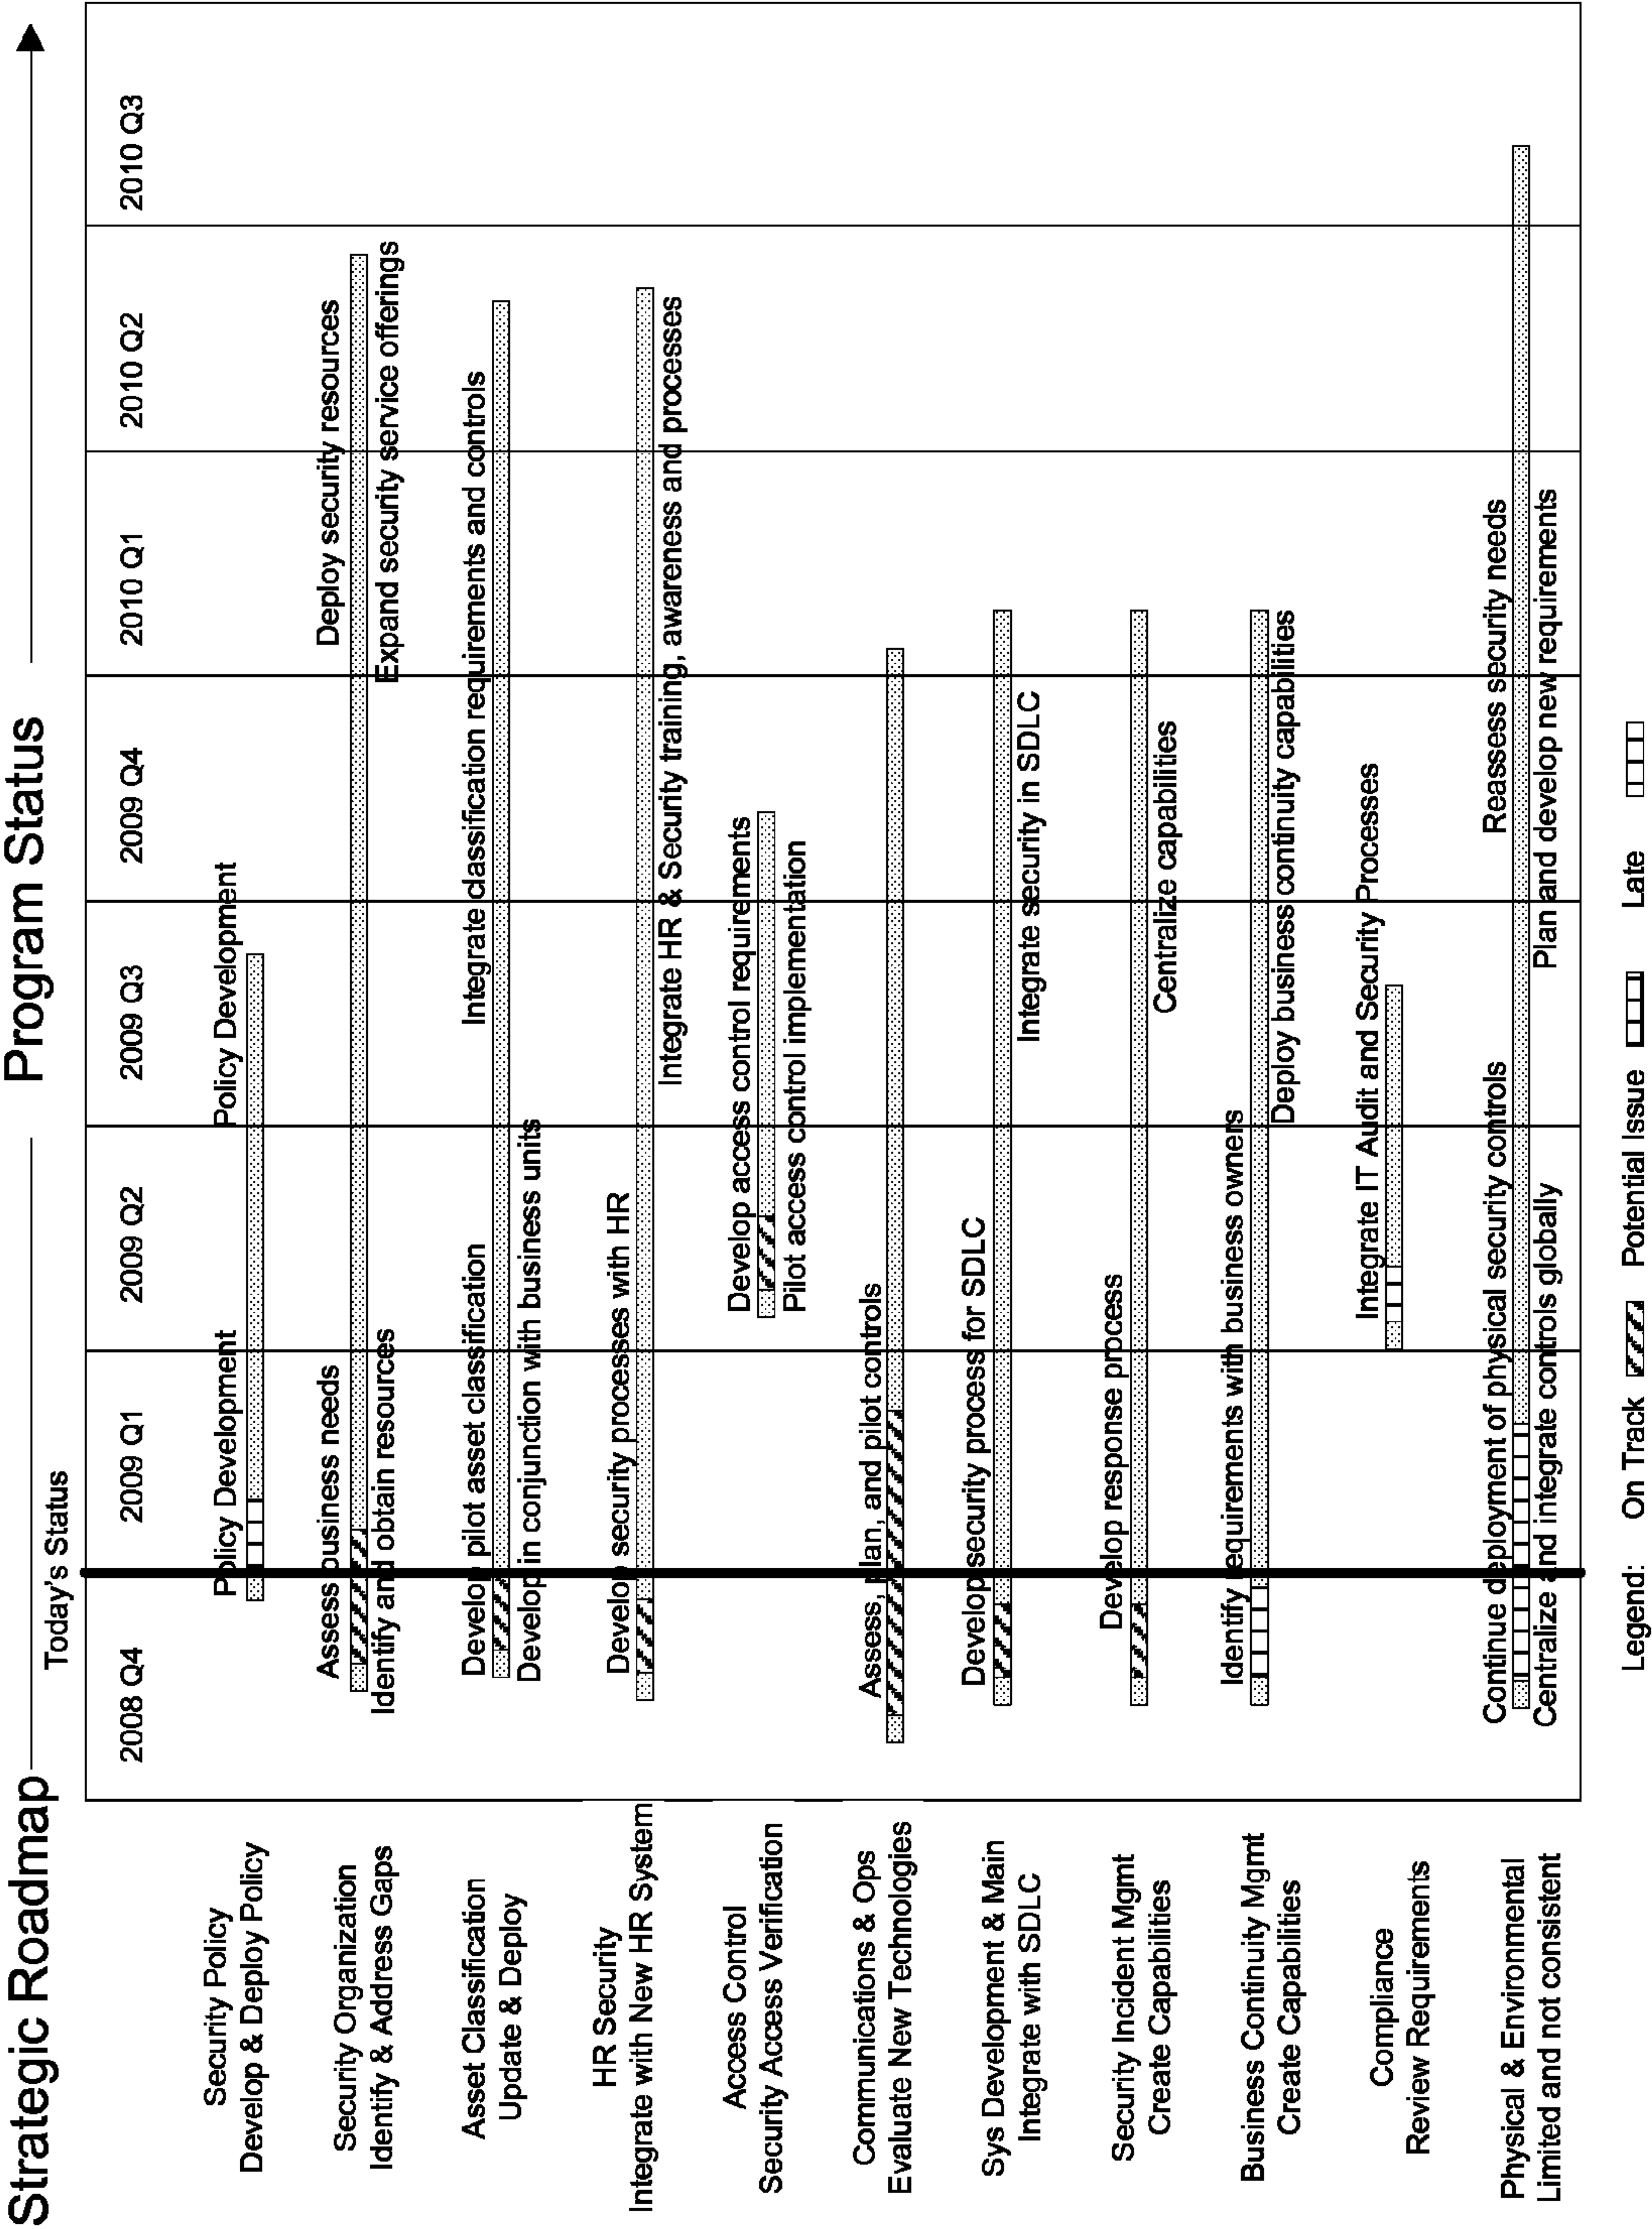 Strategic Roadmap
Program Status
Today's Status
2008 Q4
2009 Q1
2009 Q2
2009 Q3
2009 Q4
2010 Q1
2010 Q2
2010 Q3
Security Policy
Develop & Deploy Policy
Policy Development
Policy Development
Security Organization
Identify & Address Gaps
Assess business needs
Identify and obtain resources
Deploy security resources
Expand security service offerings
Asset Classification
Update & Deploy
Develop pilot asset classification
Develop in conjunction with business units
Integrate classification requirements and controls
HR Security
Integrate with New HR System
Develop security processes with HR
Integrate HR & Security training, awareness and processes
Access Control
Security Access Verification
Develop access control requirements
Pilot access control implementation
Communications & Ops
Evaluate New Technologies
Assess, plan, and pilot controls
Sys Development & Main
Integrate with SDLC
Develop security process for SDLC
Integrate security in SDLC
Security Incident Mgmt
Create Capabilities
Develop response process
Centralize capabilities
Business Continuity Mgmt
Create Capabilities
Identify requirements with business owners
Deploy business continuity capabilities
Compliance
Review Requirements
Integrate IT Audit and Security Processes
Physical & Environmental
Limited and not consistent
Continue deployment of physical security controls
Centralize and integrate controls globally
Reassess security needs
Plan and develop new requirements
Legend: On Track Potential Issue Late